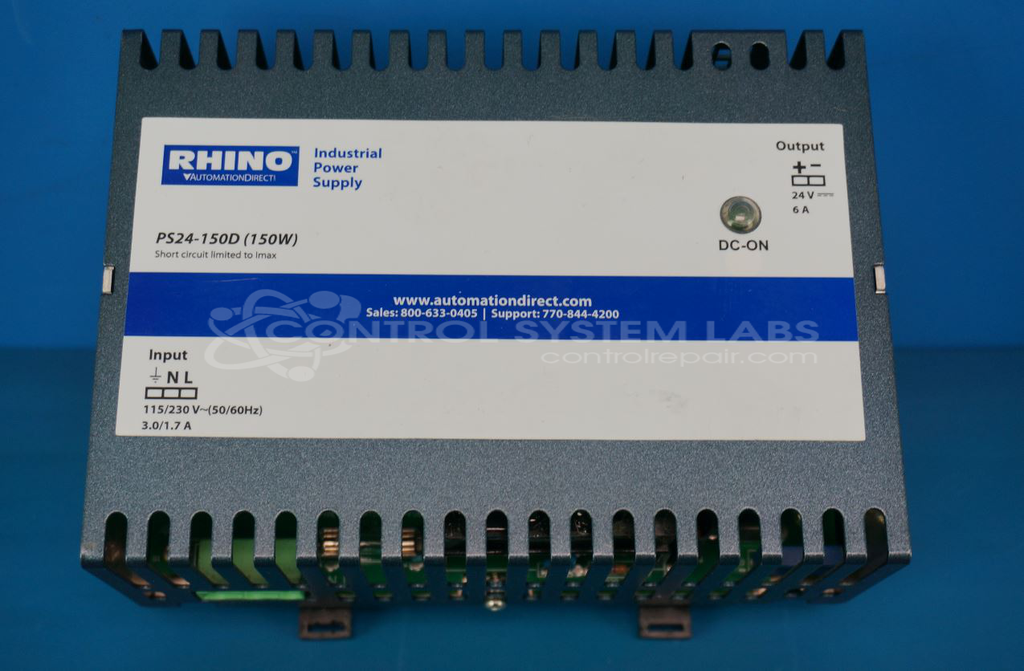 RHINO™
AUTOMATIONDIRECT
Industrial
Power
Supply
Output
+ -
24 V ⎓
6 A
DC-ON
PS24-150D (150W)
Short circuit limited to Imax
www.automationdirect.com
Sales: 800-633-0405 | Support: 770-844-4200
CONTROL SYSTEM LABS
controlrepair.com
Input
⏚ N L
115/230 V~(50/60Hz)
3.0/1.7 A